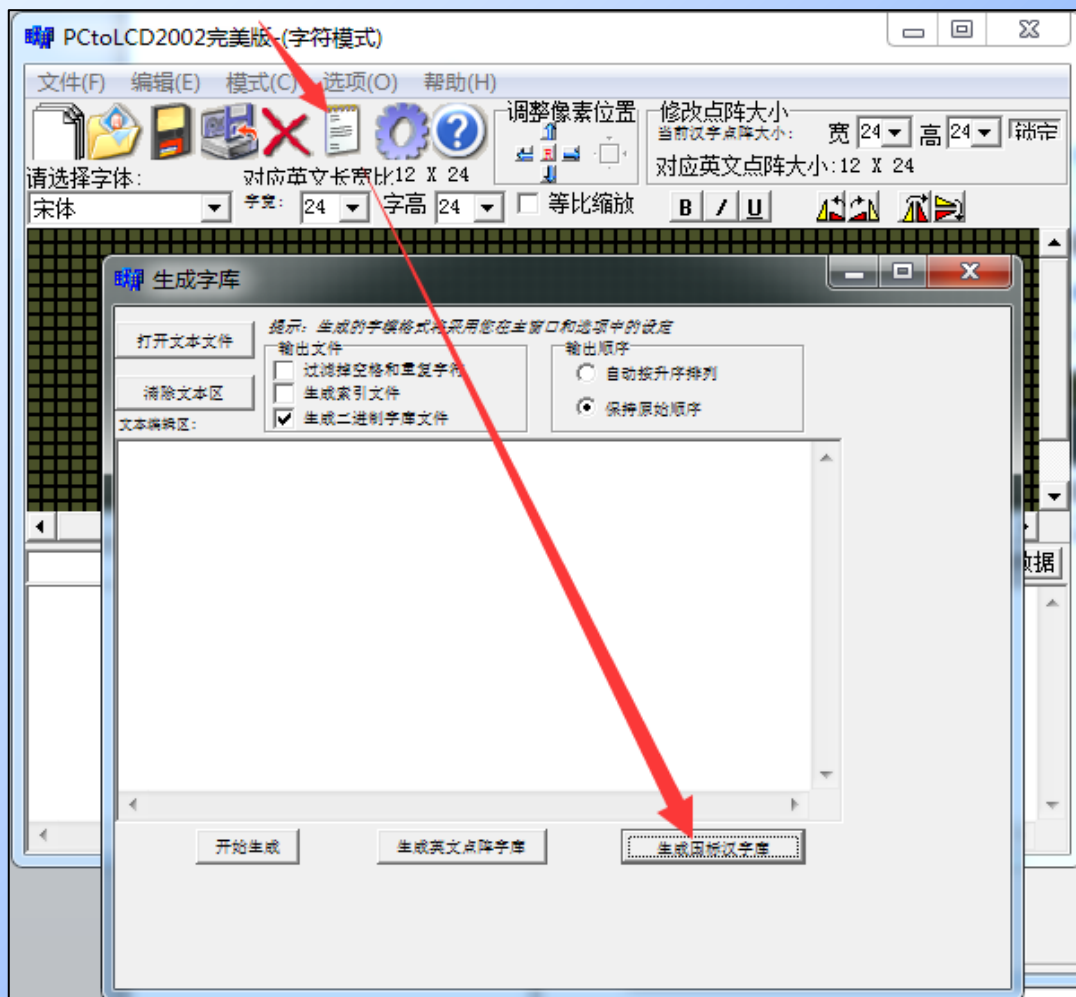 PCtoLCD2002完美版-(字符模式)
文件(F) 编辑(E) 模式(C) 选项(O) 帮助(H)
调整像素位置
修改点阵大小
当前汉字点阵大小: 宽 24 高 24 锁定
对应英文点阵大小:12 X 24
请选择字体: 对应英文长宽比12 X 24
宋体 字宽: 24 字高 24 等比缩放 B I U
生成字库
提示: 生成的字模格式将采用您在主窗口和选项中的设定
打开文本文件
清除文本区
文本编辑区:
输出文件
过滤掉空格和重复字符
生成索引文件
生成二进制字库文件
输出顺序
自动按升序排列
保持原始顺序
数据
开始生成 生成英文点阵字库 生成国标汉字库